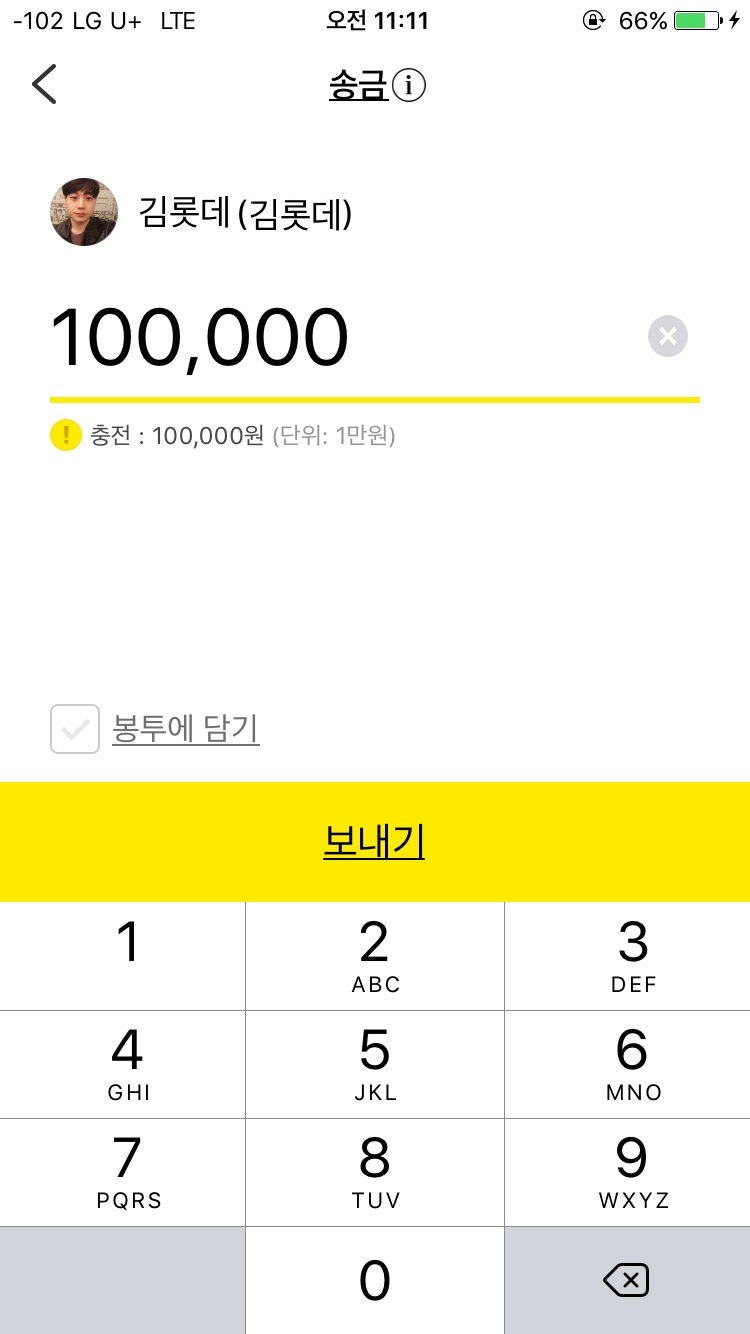 -102 LG U+ LTE 오전 11:11 66%
송금 i
김롯데 (김롯데)
100,000
! 충전 : 100,000원 (단위: 1만원)
봉투에 담기
보내기
1 2 3
ABC DEF
4 5 6
GHI JKL MNO
7 8 9
PQRS TUV WXYZ
0